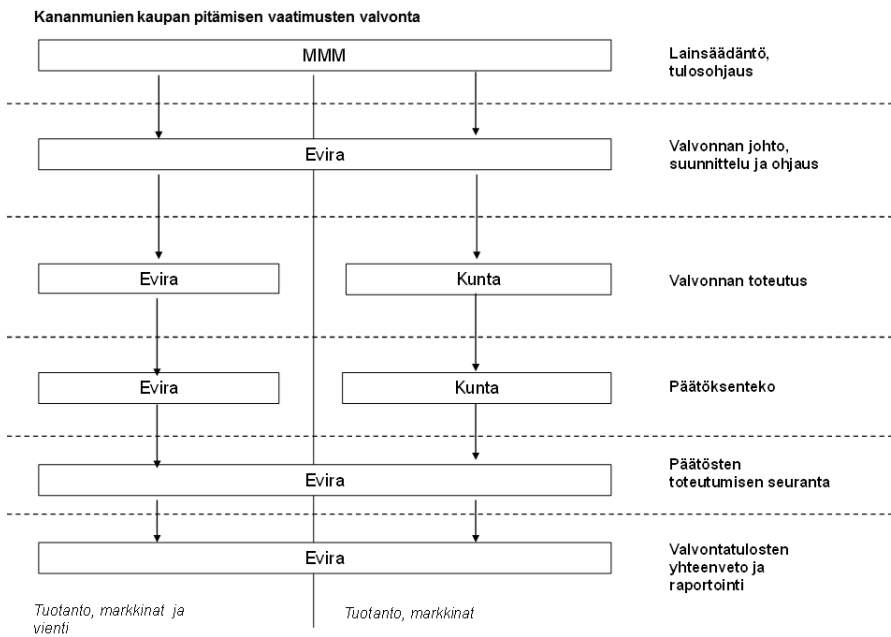 Kananmunien kaupan pitämisen vaatimusten valvonta
MMM
Lainsäädäntö,
tulosohjaus
Evira
Valvonnan johto,
suunnittelu ja ohjaus
Evira
Kunta
Valvonnan toteutus
Evira
Kunta
Päätöksenteko
Evira
Päätösten
toteutumisen seuranta
Evira
Valvontatulosten
yhteenveto ja
raportointi
Tuotanto, markkinat ja
vienti
Tuotanto, markkinat